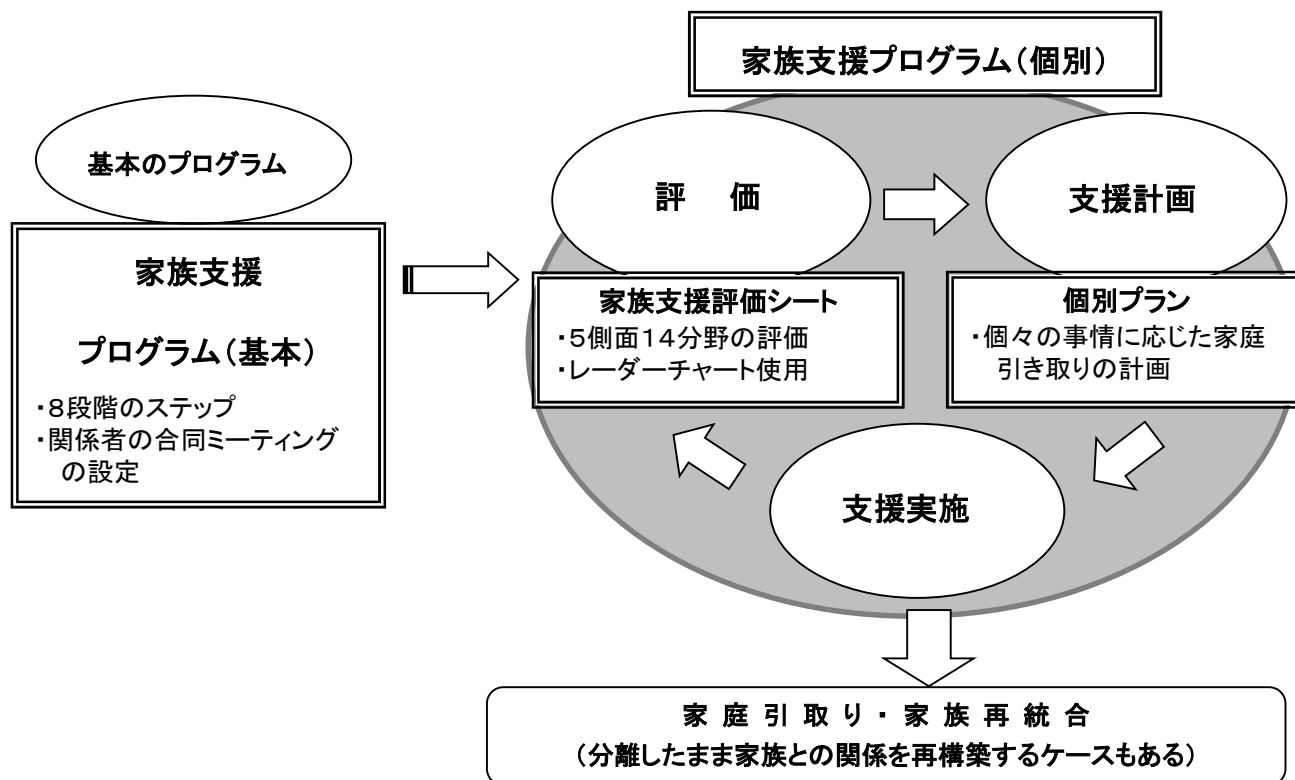 家族支援プログラム(個別)
基本のプログラム
家族支援
プログラム(基本)
・8段階のステップ
・関係者の合同ミーティング
の設定
評 価
家族支援評価シート
・5側面14分野の評価
・レーダーチャート使用
支援計画
個別プラン
・個々の事情に応じた家庭
引き取りの計画
支援実施
家庭引取り・家族再統合
(分離したまま家族との関係を再構築するケースもある)